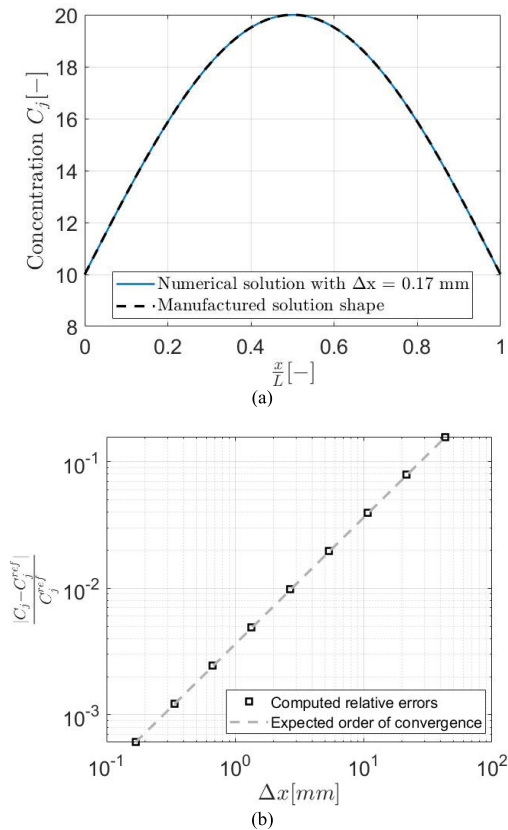 20
18
16
14
12
10
8
Concentration C_j[−]
Numerical solution with Δx = 0.17 mm
Manufactured solution shape
0 0.2 0.4 0.6 0.8 1
x/L [−]
(a)
10^-1
10^-2
10^-3
|C_j−C_j^ref|/C_j^ref
Computed relative errors
Expected order of convergence
10^-1 10^0 10^1 10^2
Δx[mm]
(b)